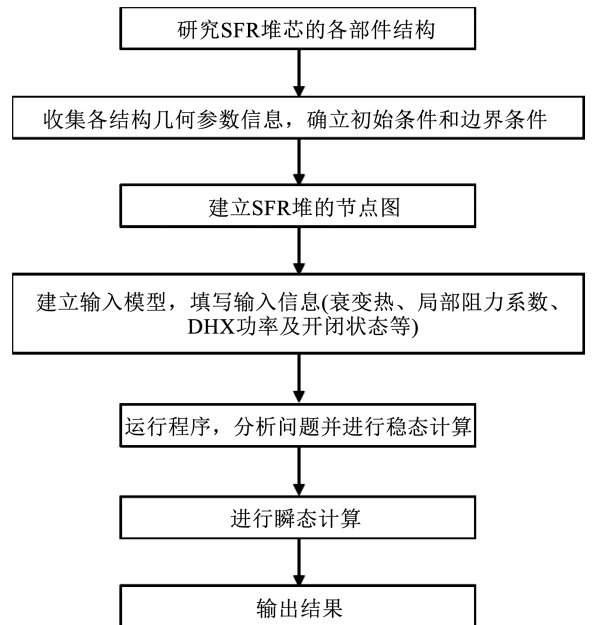 研究SFR堆芯的各部件结构
收集各结构几何参数信息，确立初始条件和边界条件
建立SFR堆的节点图
建立输入模型，填写输入信息(衰变热、局部阻力系数、
DHX功率及开闭状态等)
运行程序，分析问题并进行稳态计算
进行瞬态计算
输出结果